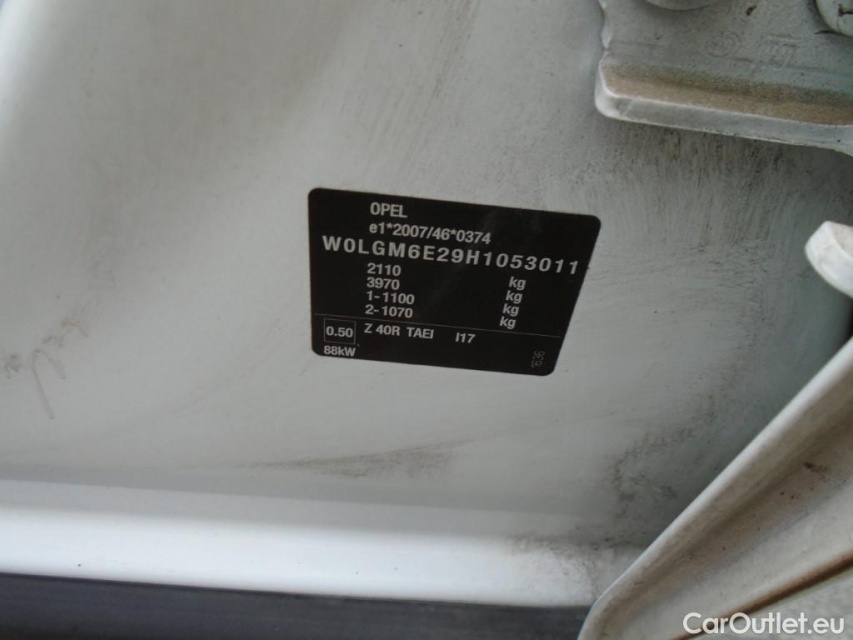 OPEL
e1*2007/46*0374
W0LGM6E29H1053011
2110 kg
3970 kg
1-1100 kg
2-1070 kg
0.50 Z 40R TAEI I17
88kW
CarOutlet.eu